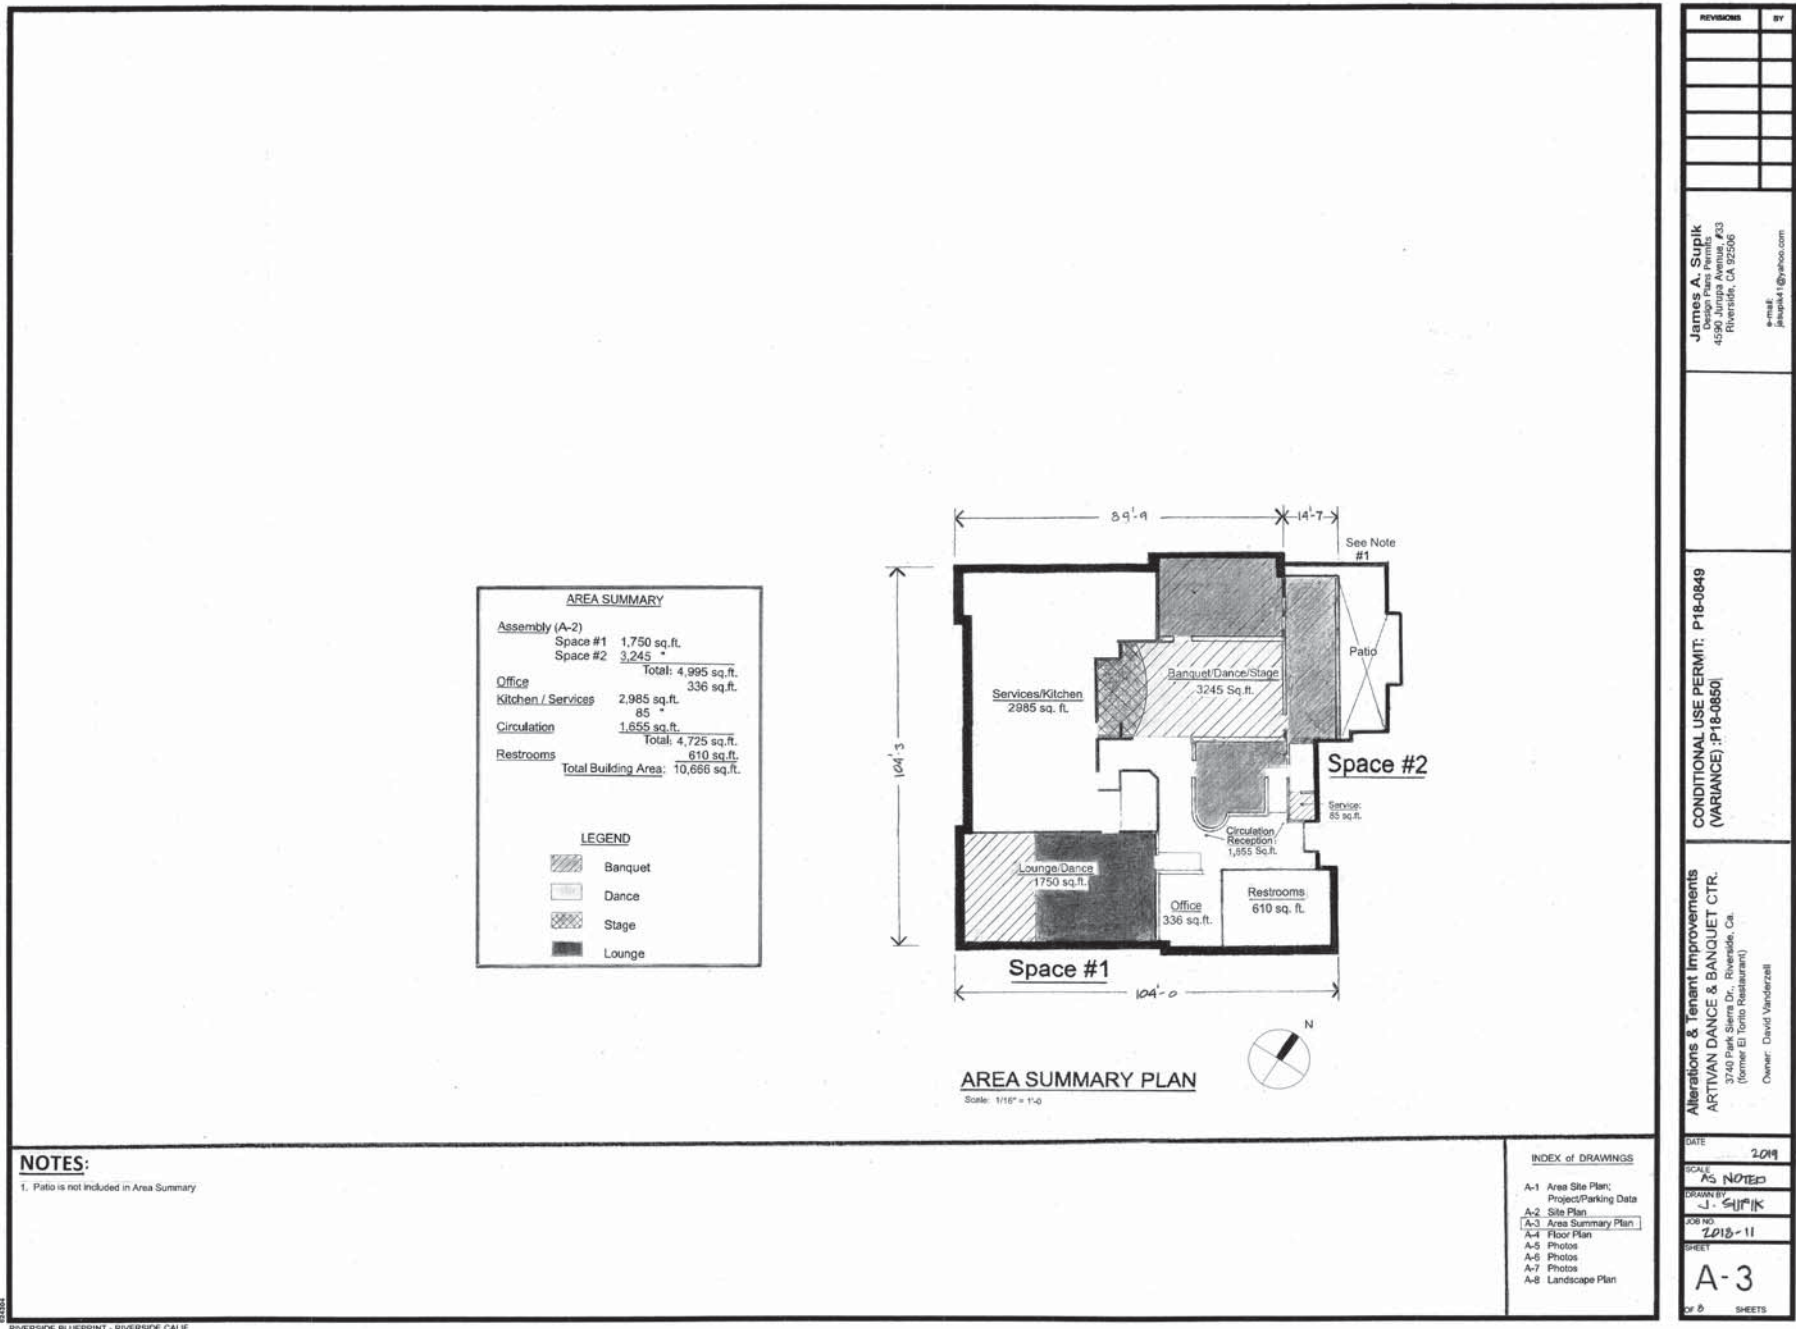 REVISIONS BY
James A. Supik
Design Plans Permits
4590 Jurupa Avenue, #33
Riverside, CA 92506
e-mail:
jasupik41@yahoo.com
CONDITIONAL USE PERMIT: P18-0849
(VARIANCE) :P18-0850
Alterations & Tenant Improvements
ARTIVAN DANCE & BANQUET CTR.
3740 Park Sierra Dr., Riverside, Ca.
(former El Torito Restaurant)
Owner: David Vanderzell
DATE
2019
SCALE
AS NOTED
DRAWN BY
J. SUPIK
JOB NO.
2018-11
SHEET
A-3
OF 8 SHEETS
AREA SUMMARY
Assembly (A-2)
Space #1 1,750 sq.ft.
Space #2 3,245 "
Total: 4,995 sq.ft.
Office 336 sq.ft.
Kitchen / Services 2,985 sq.ft.
85 "
Circulation 1,655 sq.ft.
Total: 4,725 sq.ft.
Restrooms 610 sq.ft.
Total Building Area: 10,666 sq.ft.
LEGEND
Banquet
Dance
Stage
Lounge
89'-9
14'-7
See Note
#1
104'-3
Patio
Banquet/Dance/Stage
3245 Sq.ft.
Services/Kitchen
2985 sq. ft.
Space #2
Service:
85 sq.ft.
Circulation
Reception:
1,655 Sq.ft.
Lounge/Dance
1750 sq.ft.
Office
336 sq.ft.
Restrooms
610 sq. ft.
Space #1
104'-0
N
AREA SUMMARY PLAN
Scale: 1/16" = 1'-0
NOTES:
1. Patio is not included in Area Summary
INDEX of DRAWINGS
A-1 Area Site Plan;
Project/Parking Data
A-2 Site Plan
A-3 Area Summary Plan
A-4 Floor Plan
A-5 Photos
A-6 Photos
A-7 Photos
A-8 Landscape Plan
RIVERSIDE BLUEPRINT - RIVERSIDE CALIF